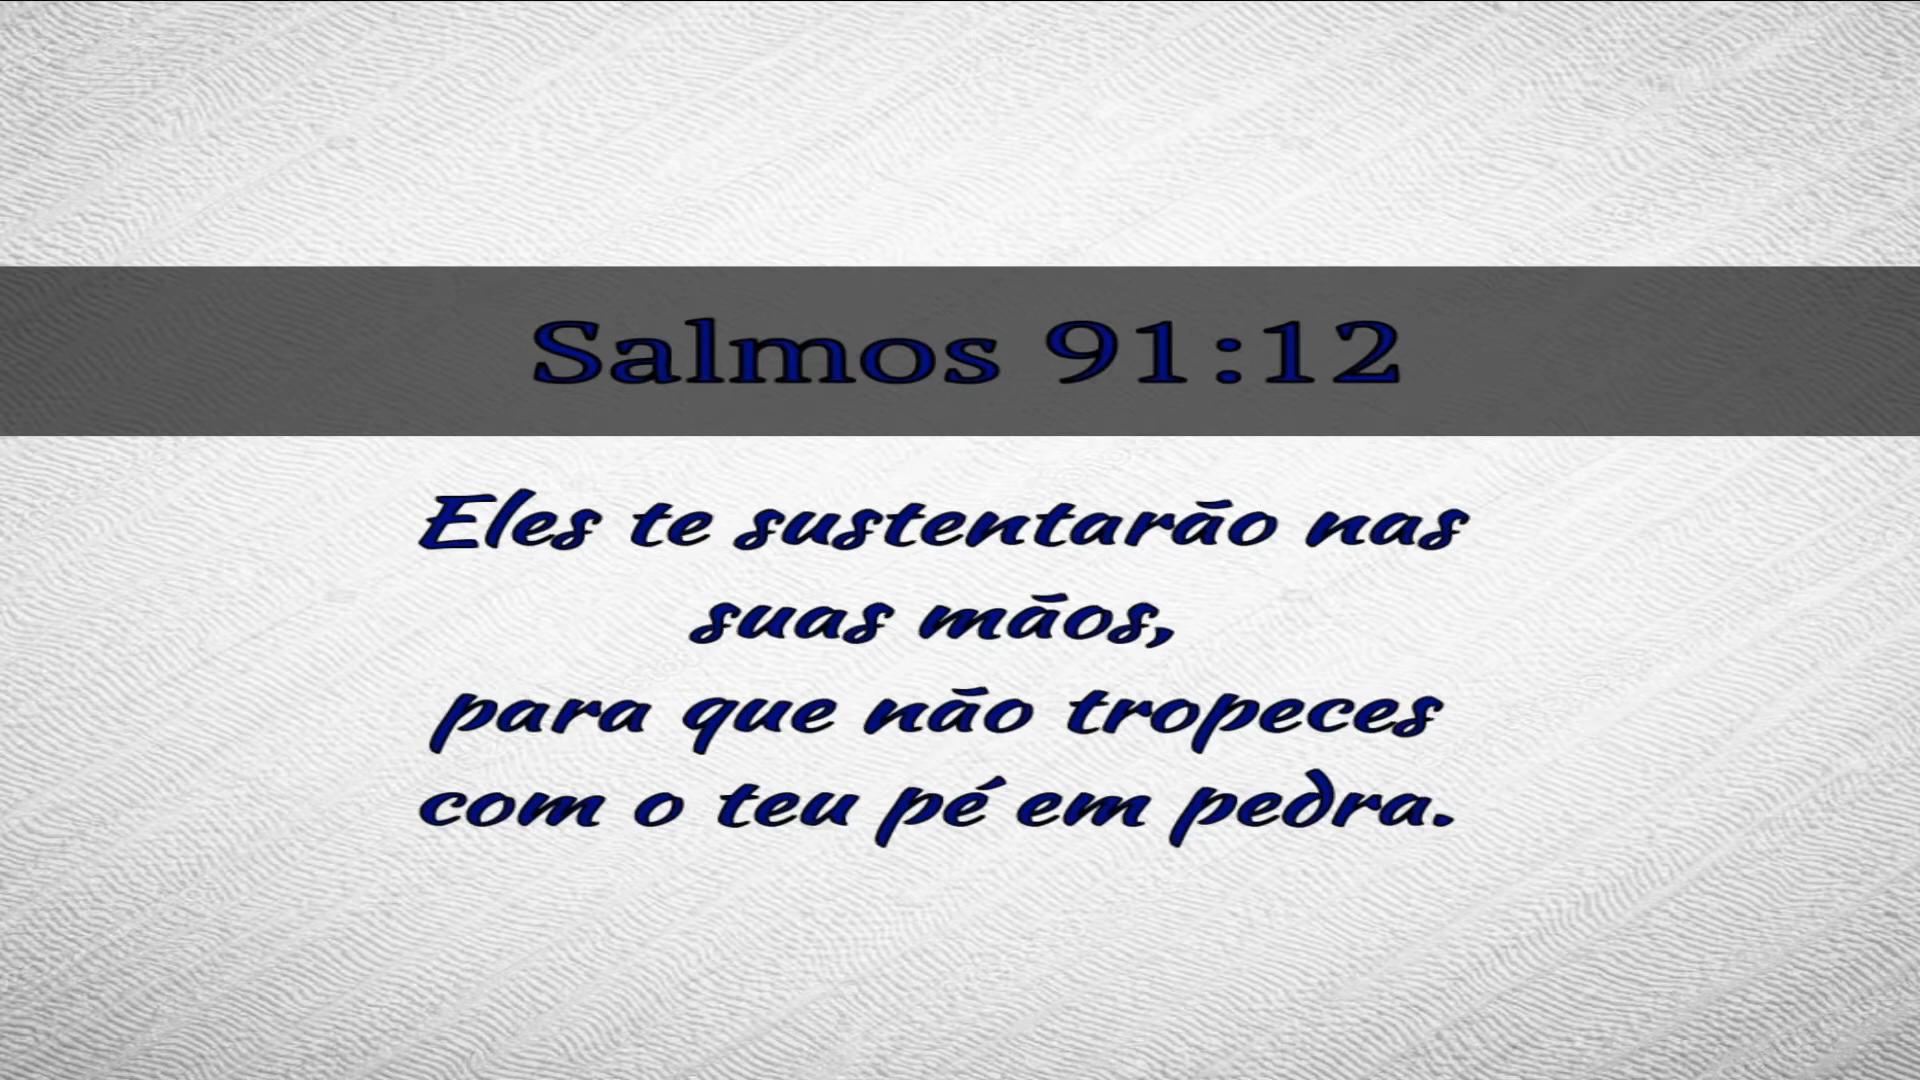 Salmos 91:12
Eles te sustentarão nas
suas mãos,
para que não tropeces
com o teu pé em pedra.